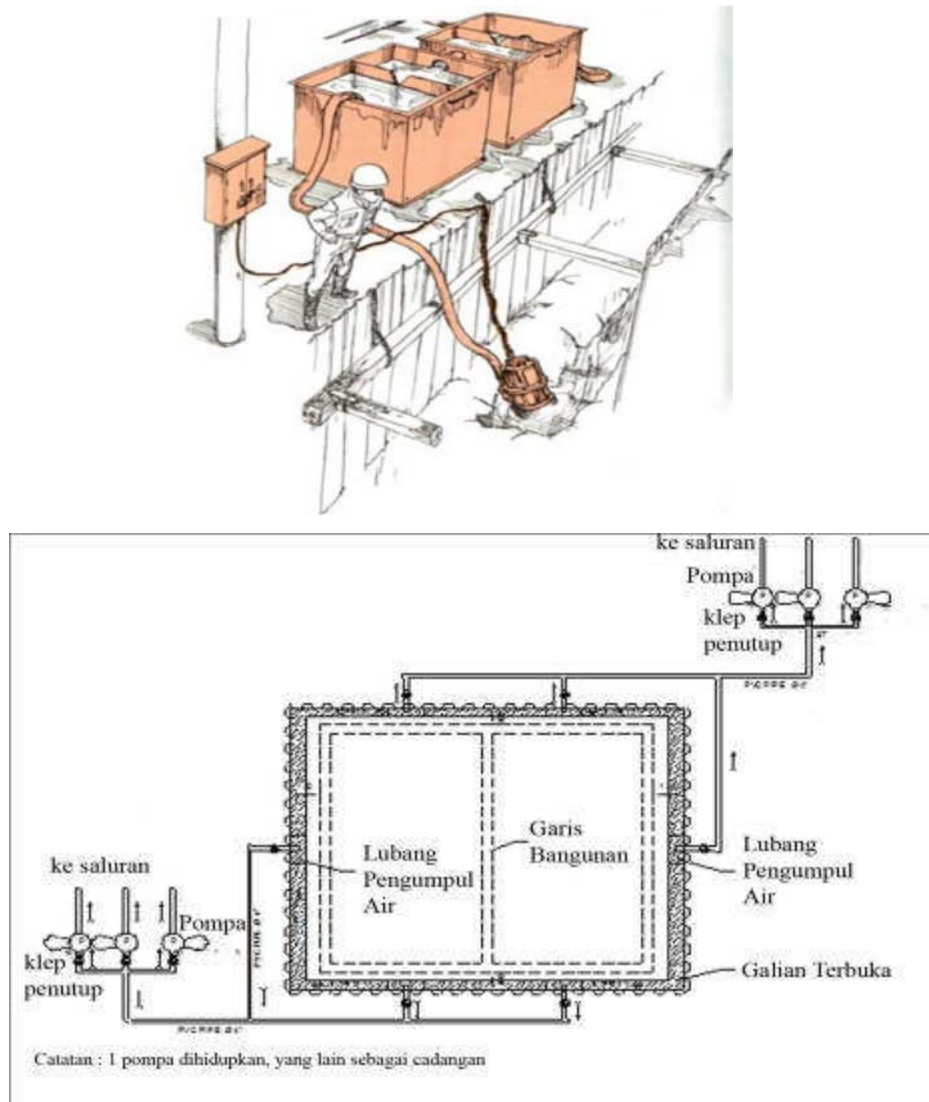 ke saluran
Pompa
klep
penutup
Garis
Bangunan
Lubang
Pengumpul
Air
Lubang
Pengumpul
Air
ke saluran
Pompa
klep
penutup
Galian Terbuka
Catatan : 1 pompa dihidupkan, yang lain sebagai cadangan